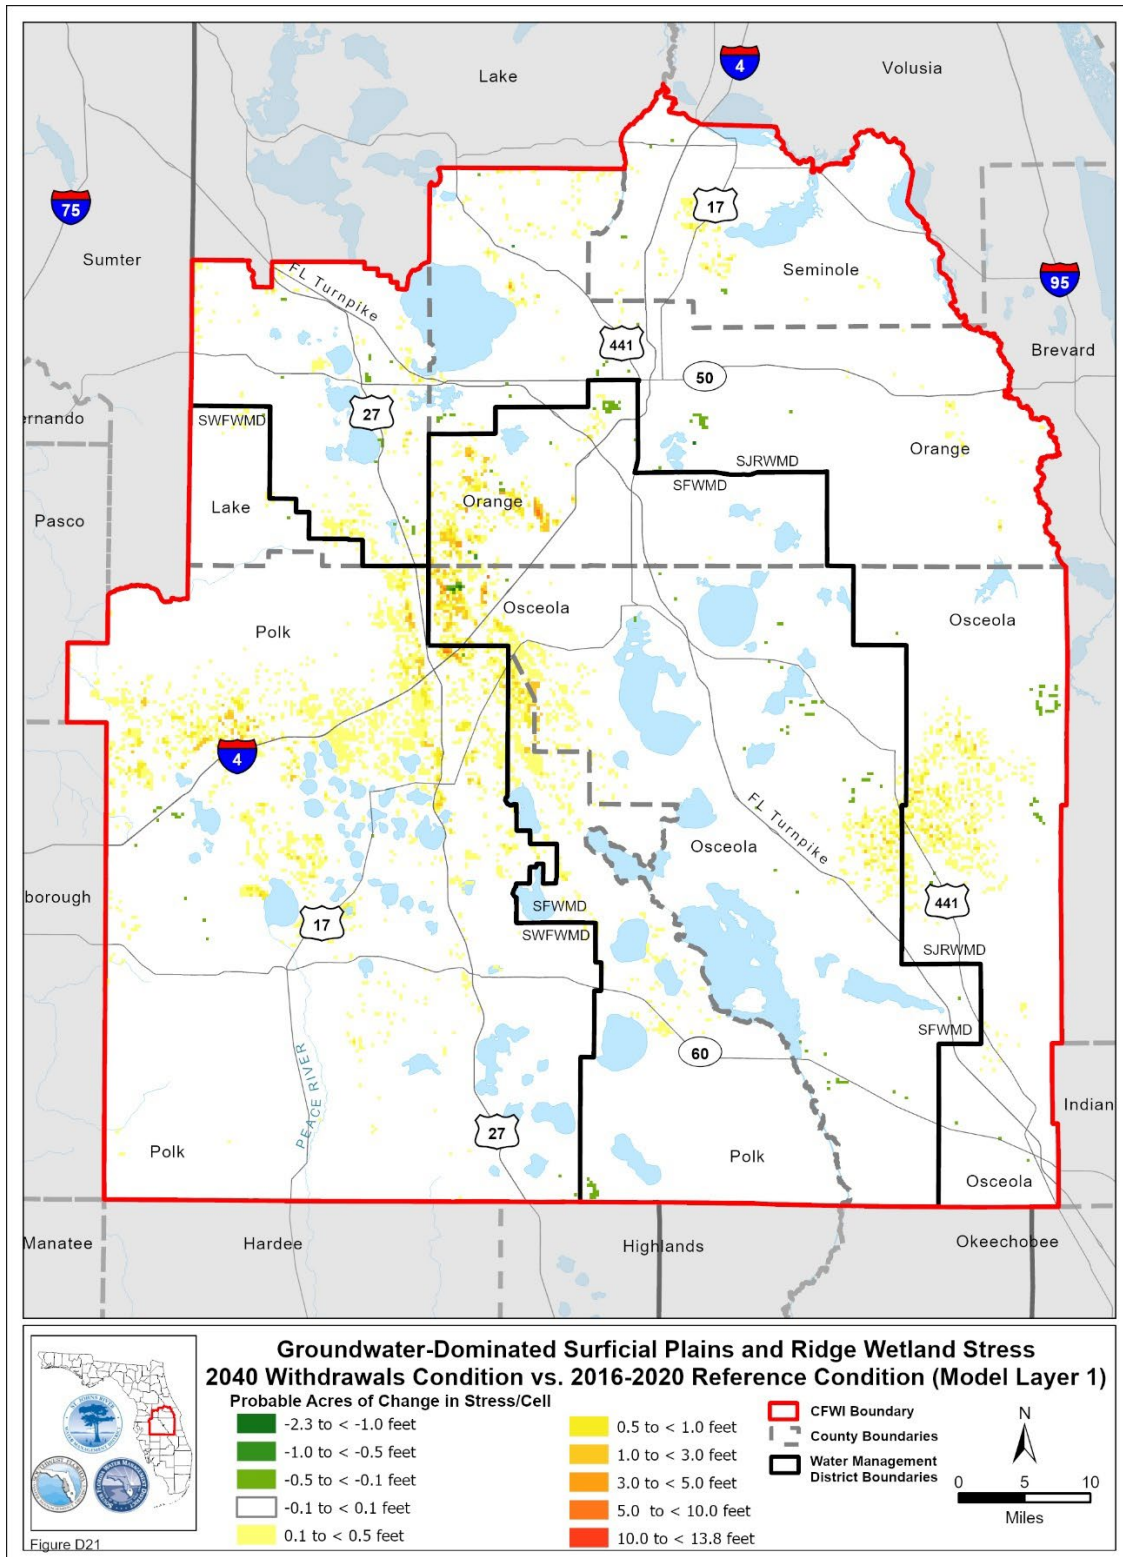 Lake
4
Volusia
75
17
Sumter
FL Turnpike
Seminole
95
441
Brevard
50
27
ernando
SWFWMD
Orange
SJRWMD
SFWMD
Orange
Lake
Pasco
Osceola
Osceola
Polk
4
FL Turnpike
Osceola
borough
441
17
SFWMD
SWFWMD
SJRWMD
SFWMD
60
PEACE RIVER
Indian
27
Polk
Polk
Osceola
Manatee
Hardee
Highlands
Okeechobee
Groundwater-Dominated Surficial Plains and Ridge Wetland Stress
2040 Withdrawals Condition vs. 2016-2020 Reference Condition (Model Layer 1)
Probable Acres of Change in Stress/Cell
-2.3 to < -1.0 feet
-1.0 to < -0.5 feet
-0.5 to < -0.1 feet
-0.1 to < 0.1 feet
0.1 to < 0.5 feet
0.5 to < 1.0 feet
1.0 to < 3.0 feet
3.0 to < 5.0 feet
5.0 to < 10.0 feet
10.0 to < 13.8 feet
CFWI Boundary
County Boundaries
Water Management
District Boundaries
N
0 5 10
Miles
Figure D21